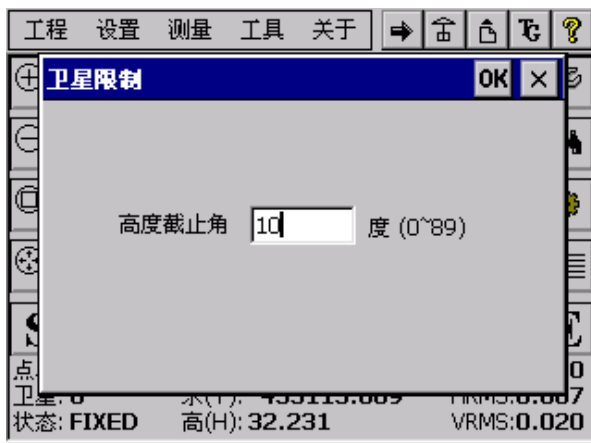 工程 设置 测量 工具 关于
卫星限制 OK ×
高度截止角 10 度 (0~89)
状态: FIXED 高(H): 32.231 VRMS:0.020